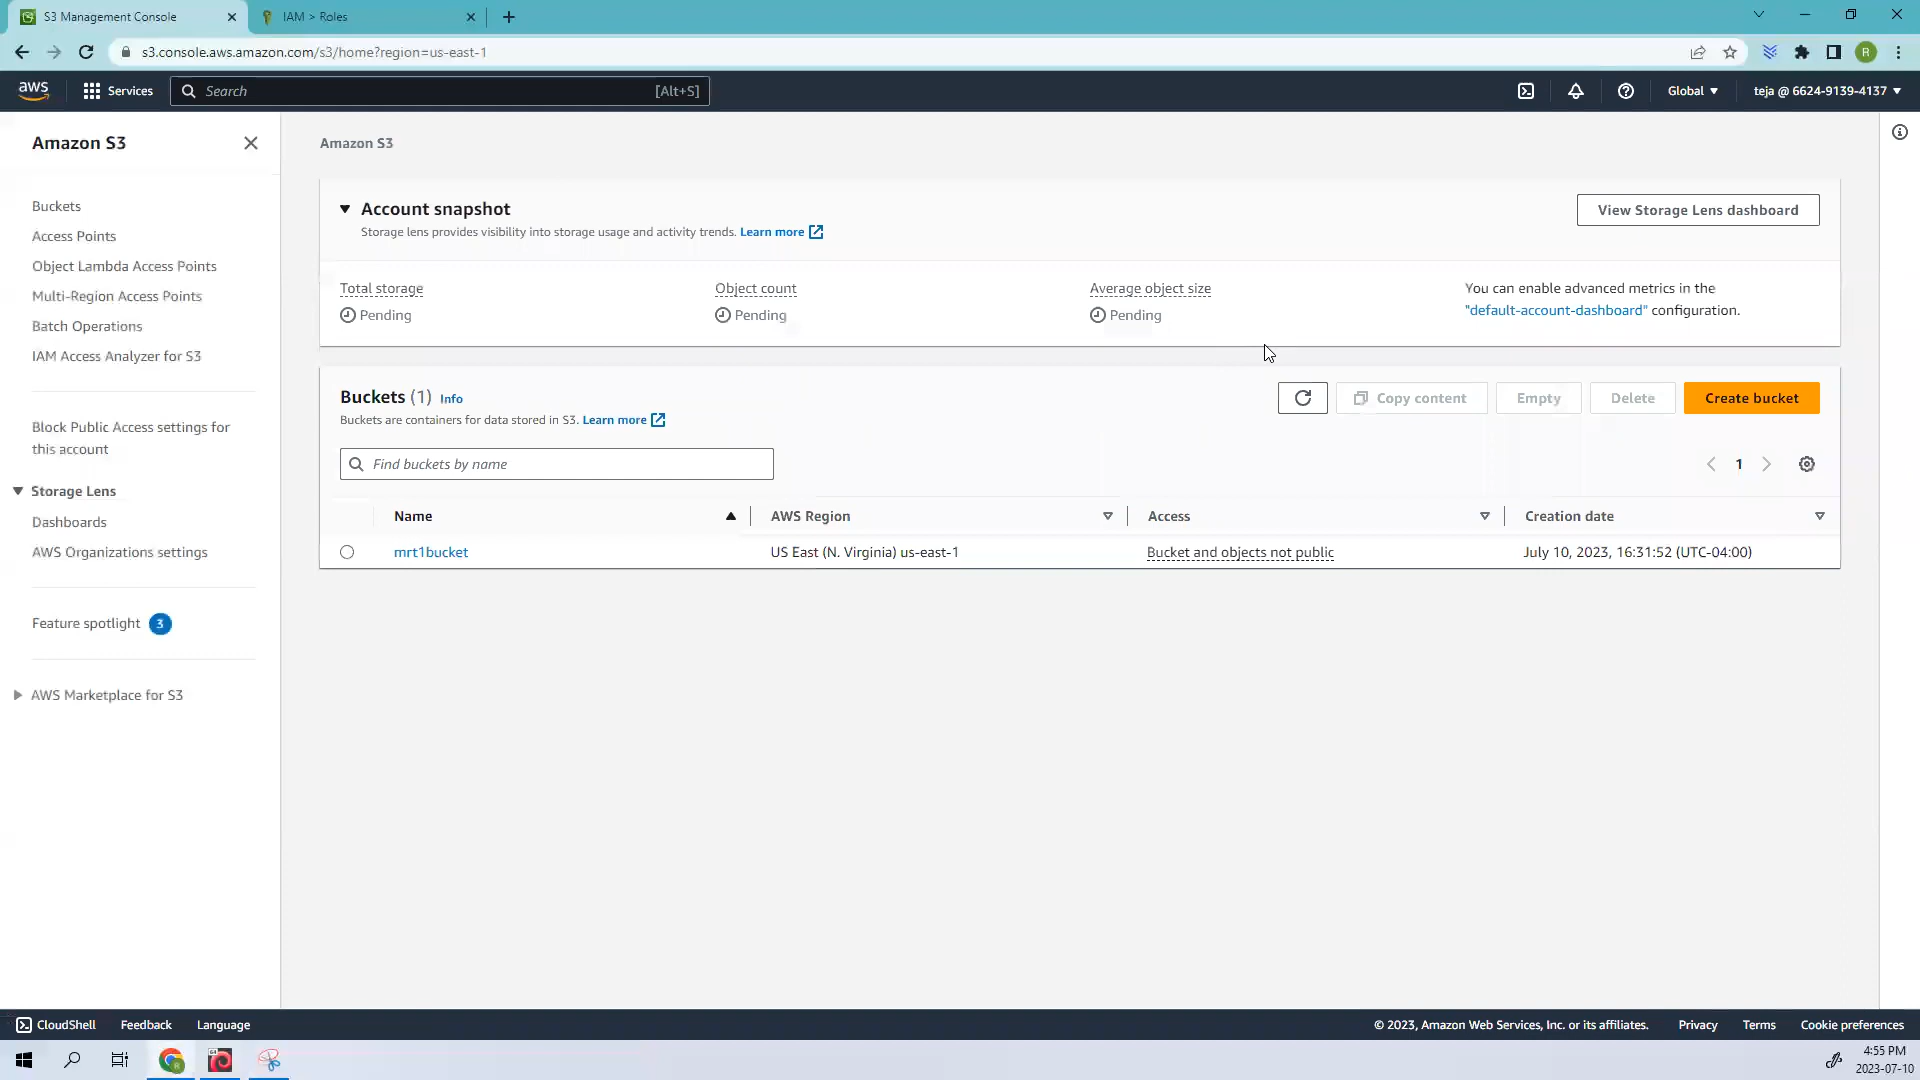 S3 Management Console
IAM > Roles
s3.console.aws.amazon.com/s3/home?region=us-east-1
R
aws
Services
Search
[Alt+S]
Global
teja @ 6624-9139-4137
Amazon S3
Buckets
Access Points
Object Lambda Access Points
Multi-Region Access Points
Batch Operations
IAM Access Analyzer for S3
Block Public Access settings for
this account
Storage Lens
Dashboards
AWS Organizations settings
Feature spotlight 3
AWS Marketplace for S3
Amazon S3
Account snapshot
Storage lens provides visibility into storage usage and activity trends. Learn more
View Storage Lens dashboard
Total storage
Pending
Object count
Pending
Average object size
Pending
You can enable advanced metrics in the
"default-account-dashboard" configuration.
Buckets (1) Info
Buckets are containers for data stored in S3. Learn more
Copy content
Empty
Delete
Create bucket
Find buckets by name
1
Name
AWS Region
Access
Creation date
mrt1bucket
US East (N. Virginia) us-east-1
Bucket and objects not public
July 10, 2023, 16:31:52 (UTC-04:00)
CloudShell
Feedback
Language
© 2023, Amazon Web Services, Inc. or its affiliates.
Privacy
Terms
Cookie preferences
4:55 PM
2023-07-10